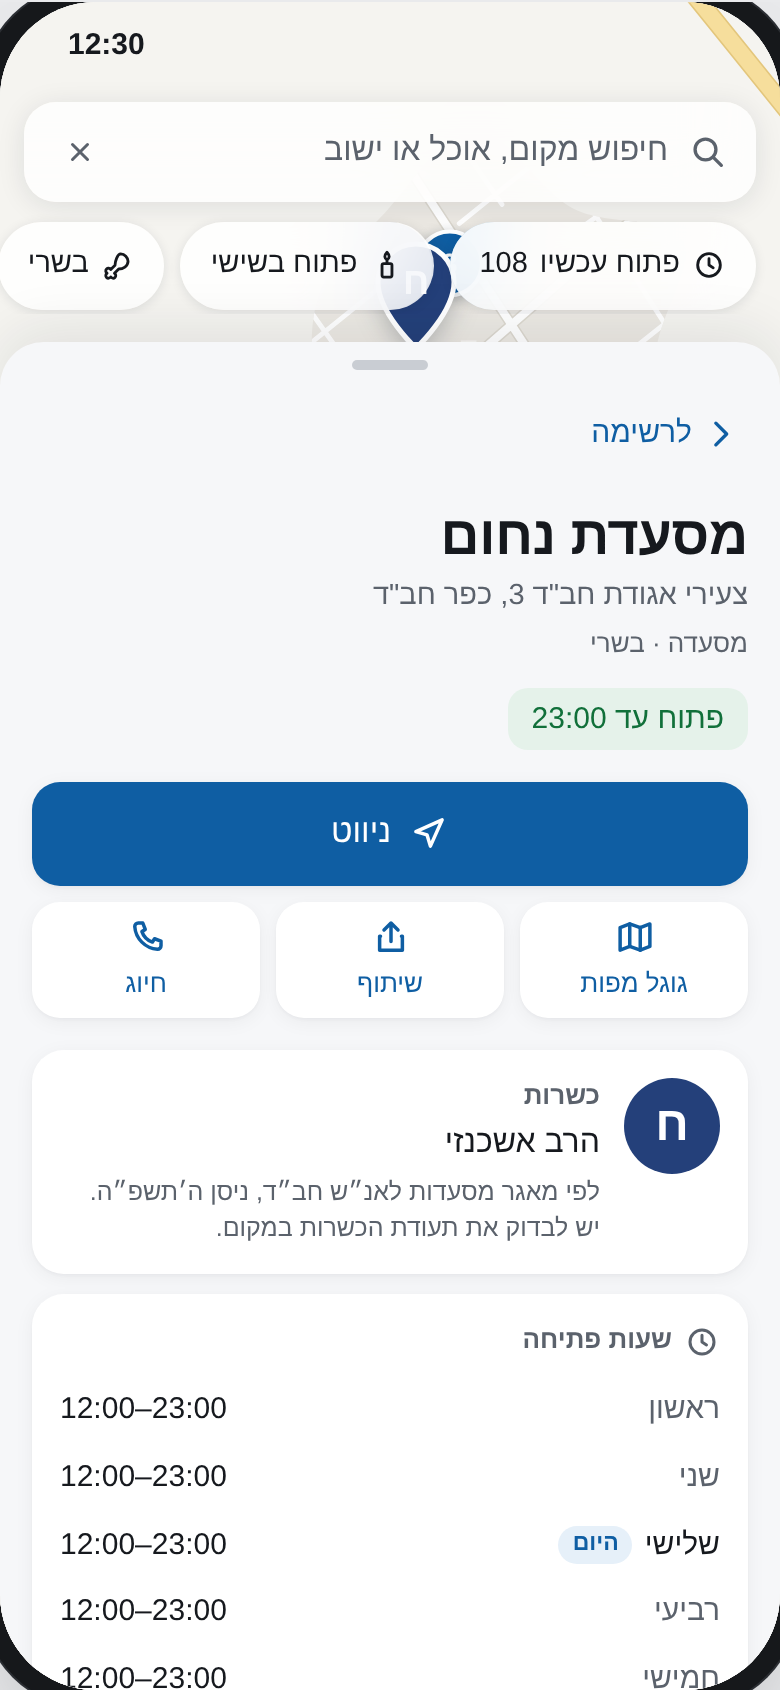 12:30
חיפוש מקום, אוכל או ישוב
פתוח עכשיו 108
פתוח בשישי
בשרי
ח
לרשימה
מסעדת נחום
צעירי אגודת חב"ד 3, כפר חב"ד
מסעדה · בשרי
פתוח עד 23:00
ניווט
גוגל מפות
שיתוף
חיוג
ח
כשרות
הרב אשכנזי
לפי מאגר מסעדות לאנ״ש חב״ד, ניסן ה׳תשפ״ה.
יש לבדוק את תעודת הכשרות במקום.
שעות פתיחה
ראשון 12:00–23:00
שני 12:00–23:00
שלישי היום 12:00–23:00
רביעי 12:00–23:00
חמישי 12:00–23:00